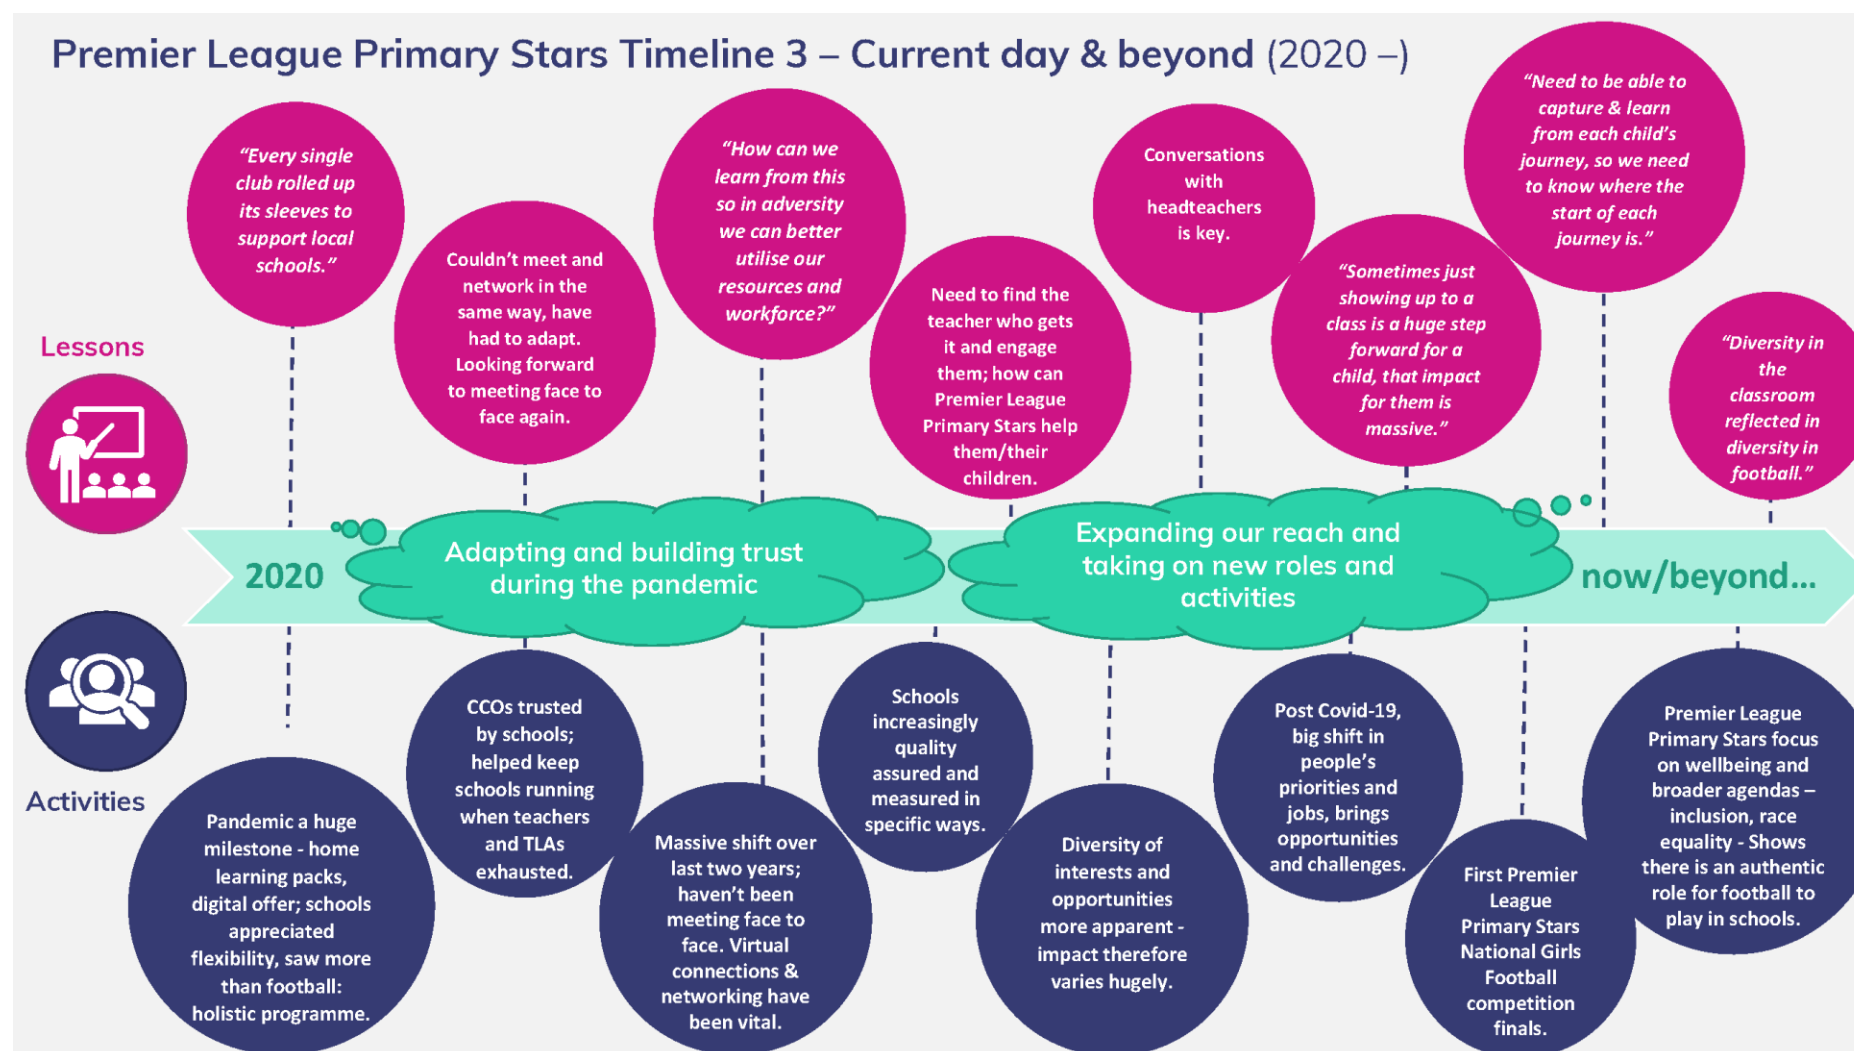 Premier League Primary Stars Timeline 3 – Current day & beyond (2020 –)
“Every single
club rolled up
its sleeves to
support local
schools.”
Couldn’t meet and
network in the
same way, have
had to adapt.
Looking forward
to meeting face to
face again.
“How can we
learn from this
so in adversity
we can better
utilise our
resources and
workforce?”
Need to find the
teacher who gets
it and engage
them; how can
Premier League
Primary Stars help
them/their
children.
Conversations
with
headteachers
is key.
“Sometimes just
showing up to a
class is a huge step
forward for a
child, that impact
for them is
massive.”
“Need to be able to
capture & learn
from each child’s
journey, so we need
to know where the
start of each
journey is.”
“Diversity in
the
classroom
reflected in
diversity in
football.”
Lessons
2020
Adapting and building trust
during the pandemic
Expanding our reach and
taking on new roles and
activities
now/beyond...
Activities
Pandemic a huge
milestone - home
learning packs,
digital offer; schools
appreciated
flexibility, saw more
than football:
holistic programme.
CCOs trusted
by schools;
helped keep
schools running
when teachers
and TLAs
exhausted.
Massive shift over
last two years;
haven’t been
meeting face to
face. Virtual
connections &
networking have
been vital.
Schools
increasingly
quality
assured and
measured in
specific ways.
Diversity of
interests and
opportunities
more apparent -
impact therefore
varies hugely.
Post Covid-19,
big shift in
people’s
priorities and
jobs, brings
opportunities
and challenges.
First Premier
League
Primary Stars
National Girls
Football
competition
finals.
Premier League
Primary Stars focus
on wellbeing and
broader agendas –
inclusion, race
equality - Shows
there is an authentic
role for football to
play in schools.